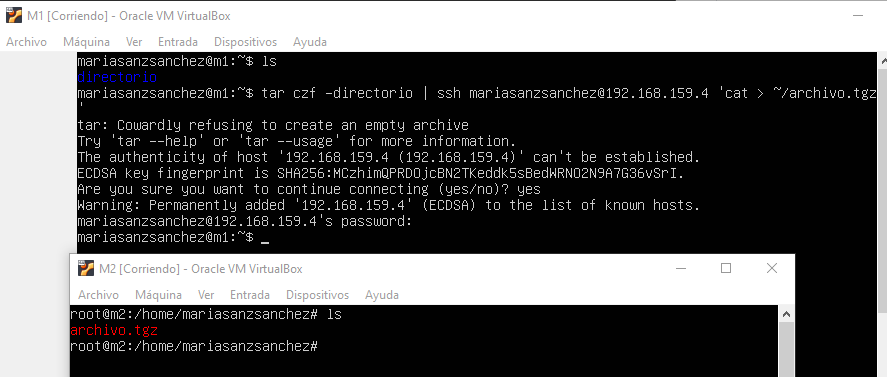 M1 [Corriendo] - Oracle VM VirtualBox
Archivo Máquina Ver Entrada Dispositivos Ayuda
mariasanzsanchez@m1:~$ ls
directorio
mariasanzsanchez@m1:~$ tar czf -directorio | ssh mariasanzsanchez@192.168.159.4 'cat > ~/archivo.tgz
'
tar: Cowardly refusing to create an empty archive
Try 'tar --help' or 'tar --usage' for more information.
The authenticity of host '192.168.159.4 (192.168.159.4)' can't be established.
ECDSA key fingerprint is SHA256:MCzhimQPRDOjcBN2TKeddk5sBedWRNO2N9A7G36vSrI.
Are you sure you want to continue connecting (yes/no)? yes
Warning: Permanently added '192.168.159.4' (ECDSA) to the list of known hosts.
mariasanzsanchez@192.168.159.4's password:
mariasanzsanchez@m1:~$ _
M2 [Corriendo] - Oracle VM VirtualBox
Archivo Máquina Ver Entrada Dispositivos Ayuda
root@m2:/home/mariasanzsanchez# ls
archivo.tgz
root@m2:/home/mariasanzsanchez#